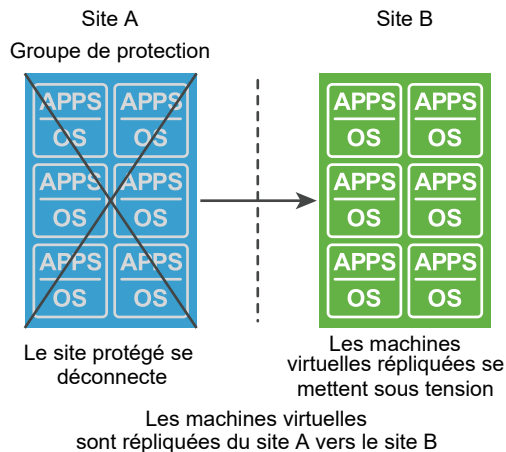 Site A
Site B
Groupe de protection
APPS APPS
OS OS
APPS APPS
OS OS
APPS APPS
OS OS
APPS APPS
OS OS
APPS APPS
OS OS
APPS APPS
OS OS
Le site protégé se
déconnecte
Les machines
virtuelles répliquées se
mettent sous tension
Les machines virtuelles
sont répliquées du site A vers le site B